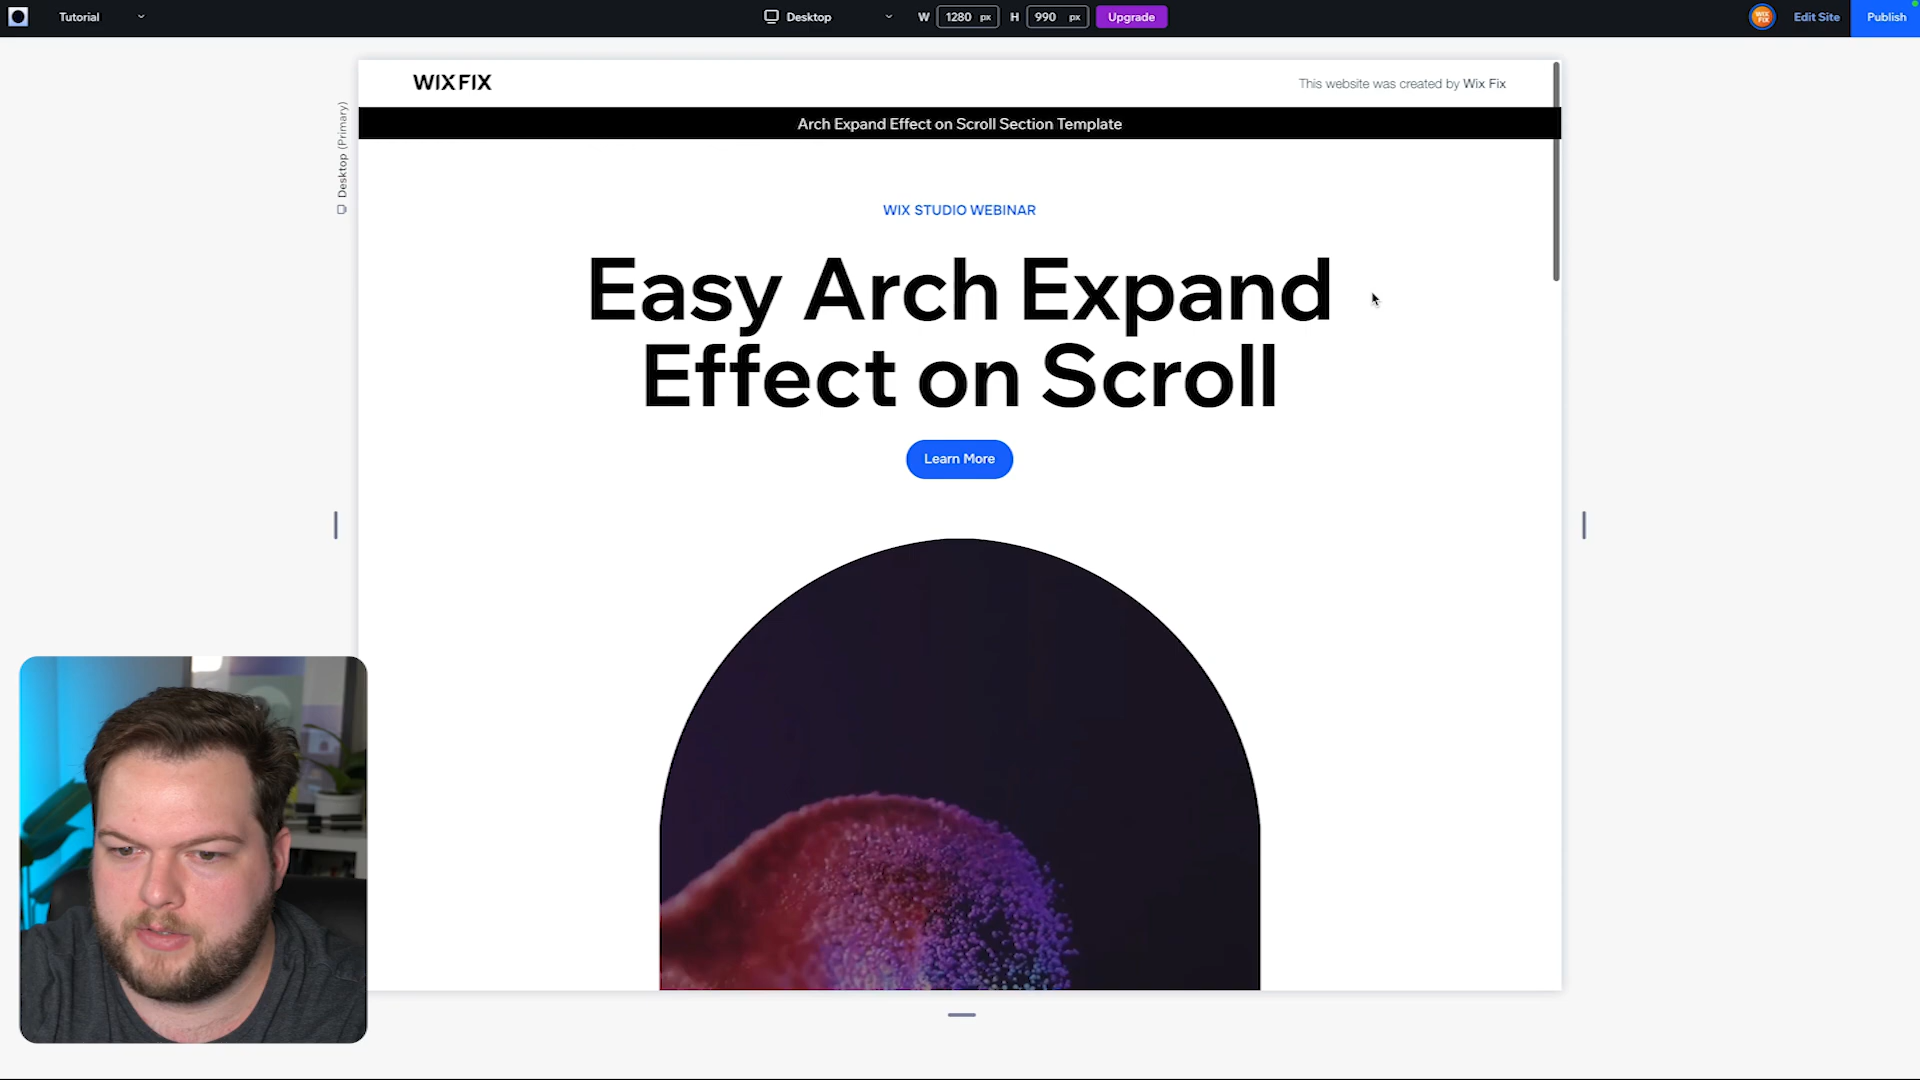 Tutorial
Desktop
W 1280 px H 990 px
Upgrade
WIX FIX
Edit Site
Publish
WIX FIX
This website was created by Wix Fix
Desktop (Primary)
Arch Expand Effect on Scroll Section Template
WIX STUDIO WEBINAR
Easy Arch Expand
Effect on Scroll
Learn More